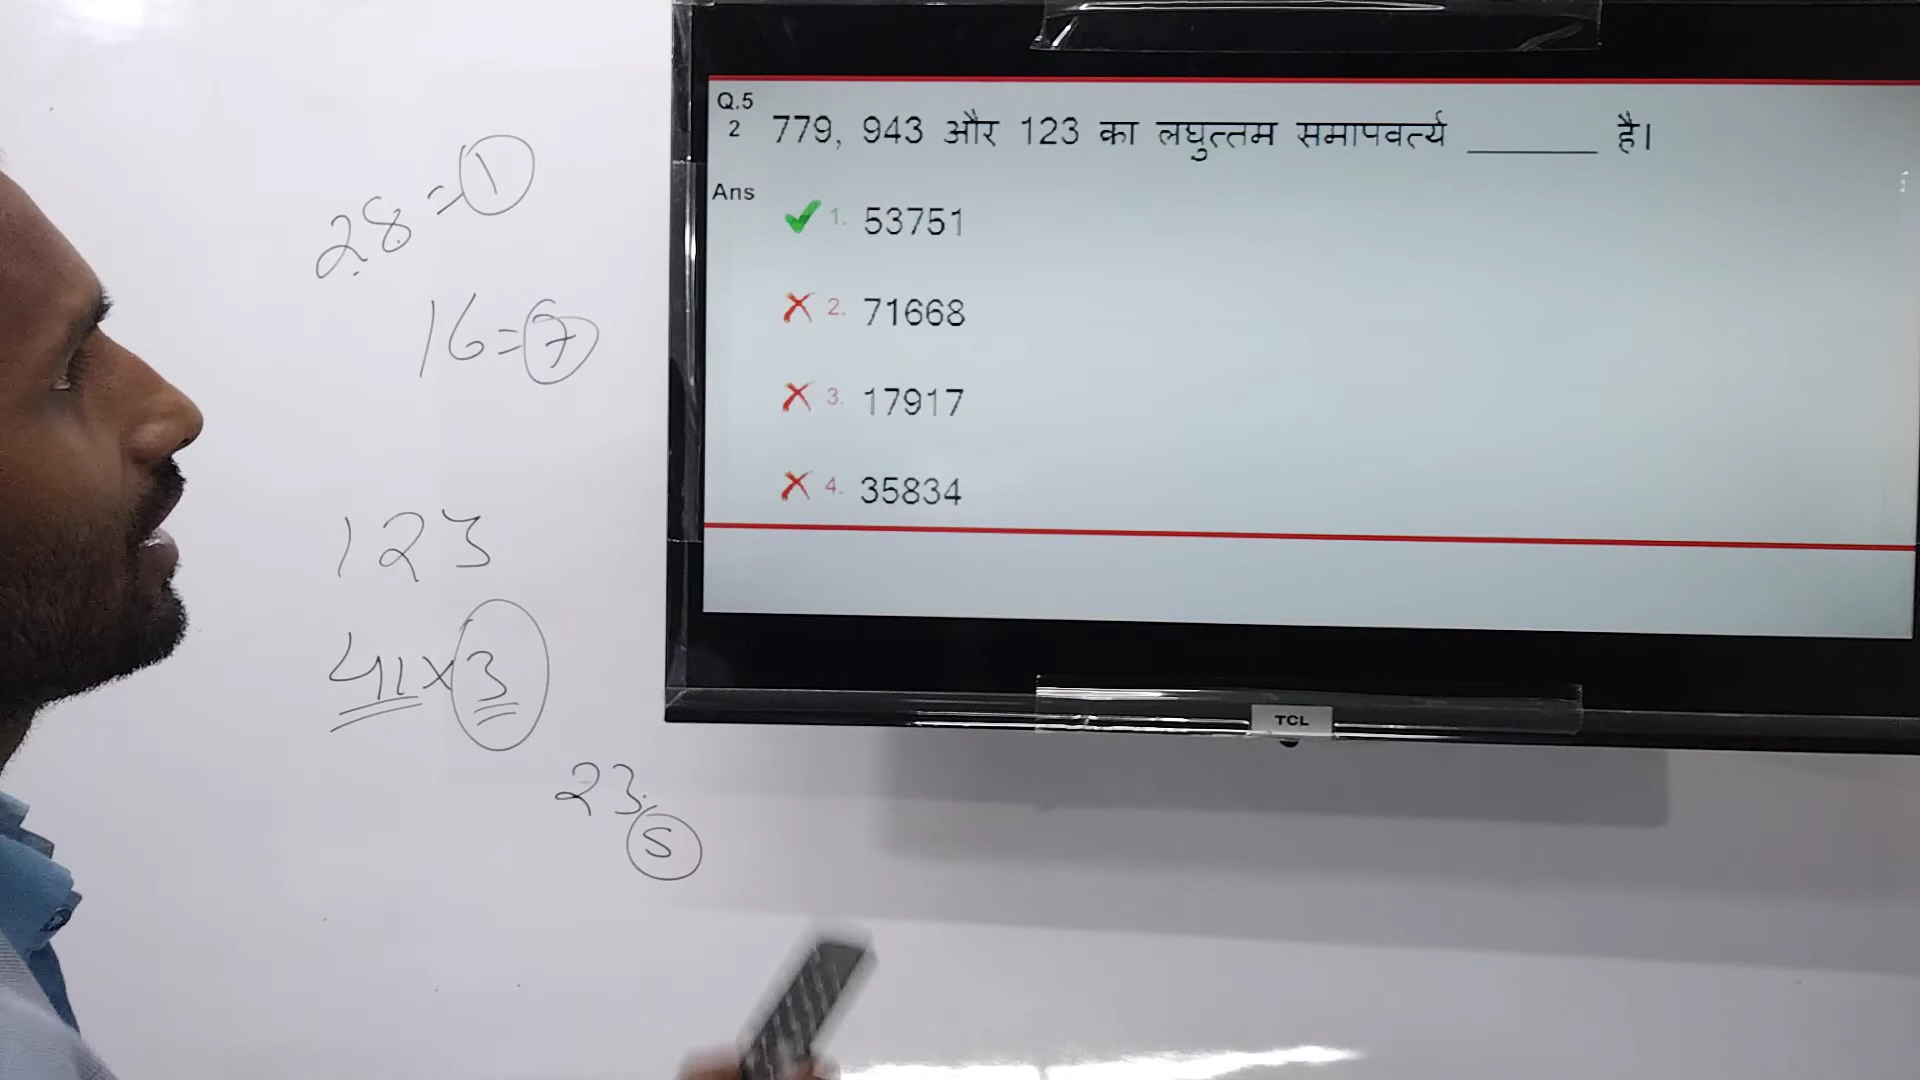 28=1
16=7
123
41×3
23
5
Q.5
2 779, 943 और 123 का लघुत्तम समापवर्त्य ______ है।
Ans
1. 53751
2. 71668
3. 17917
4. 35834
TCL